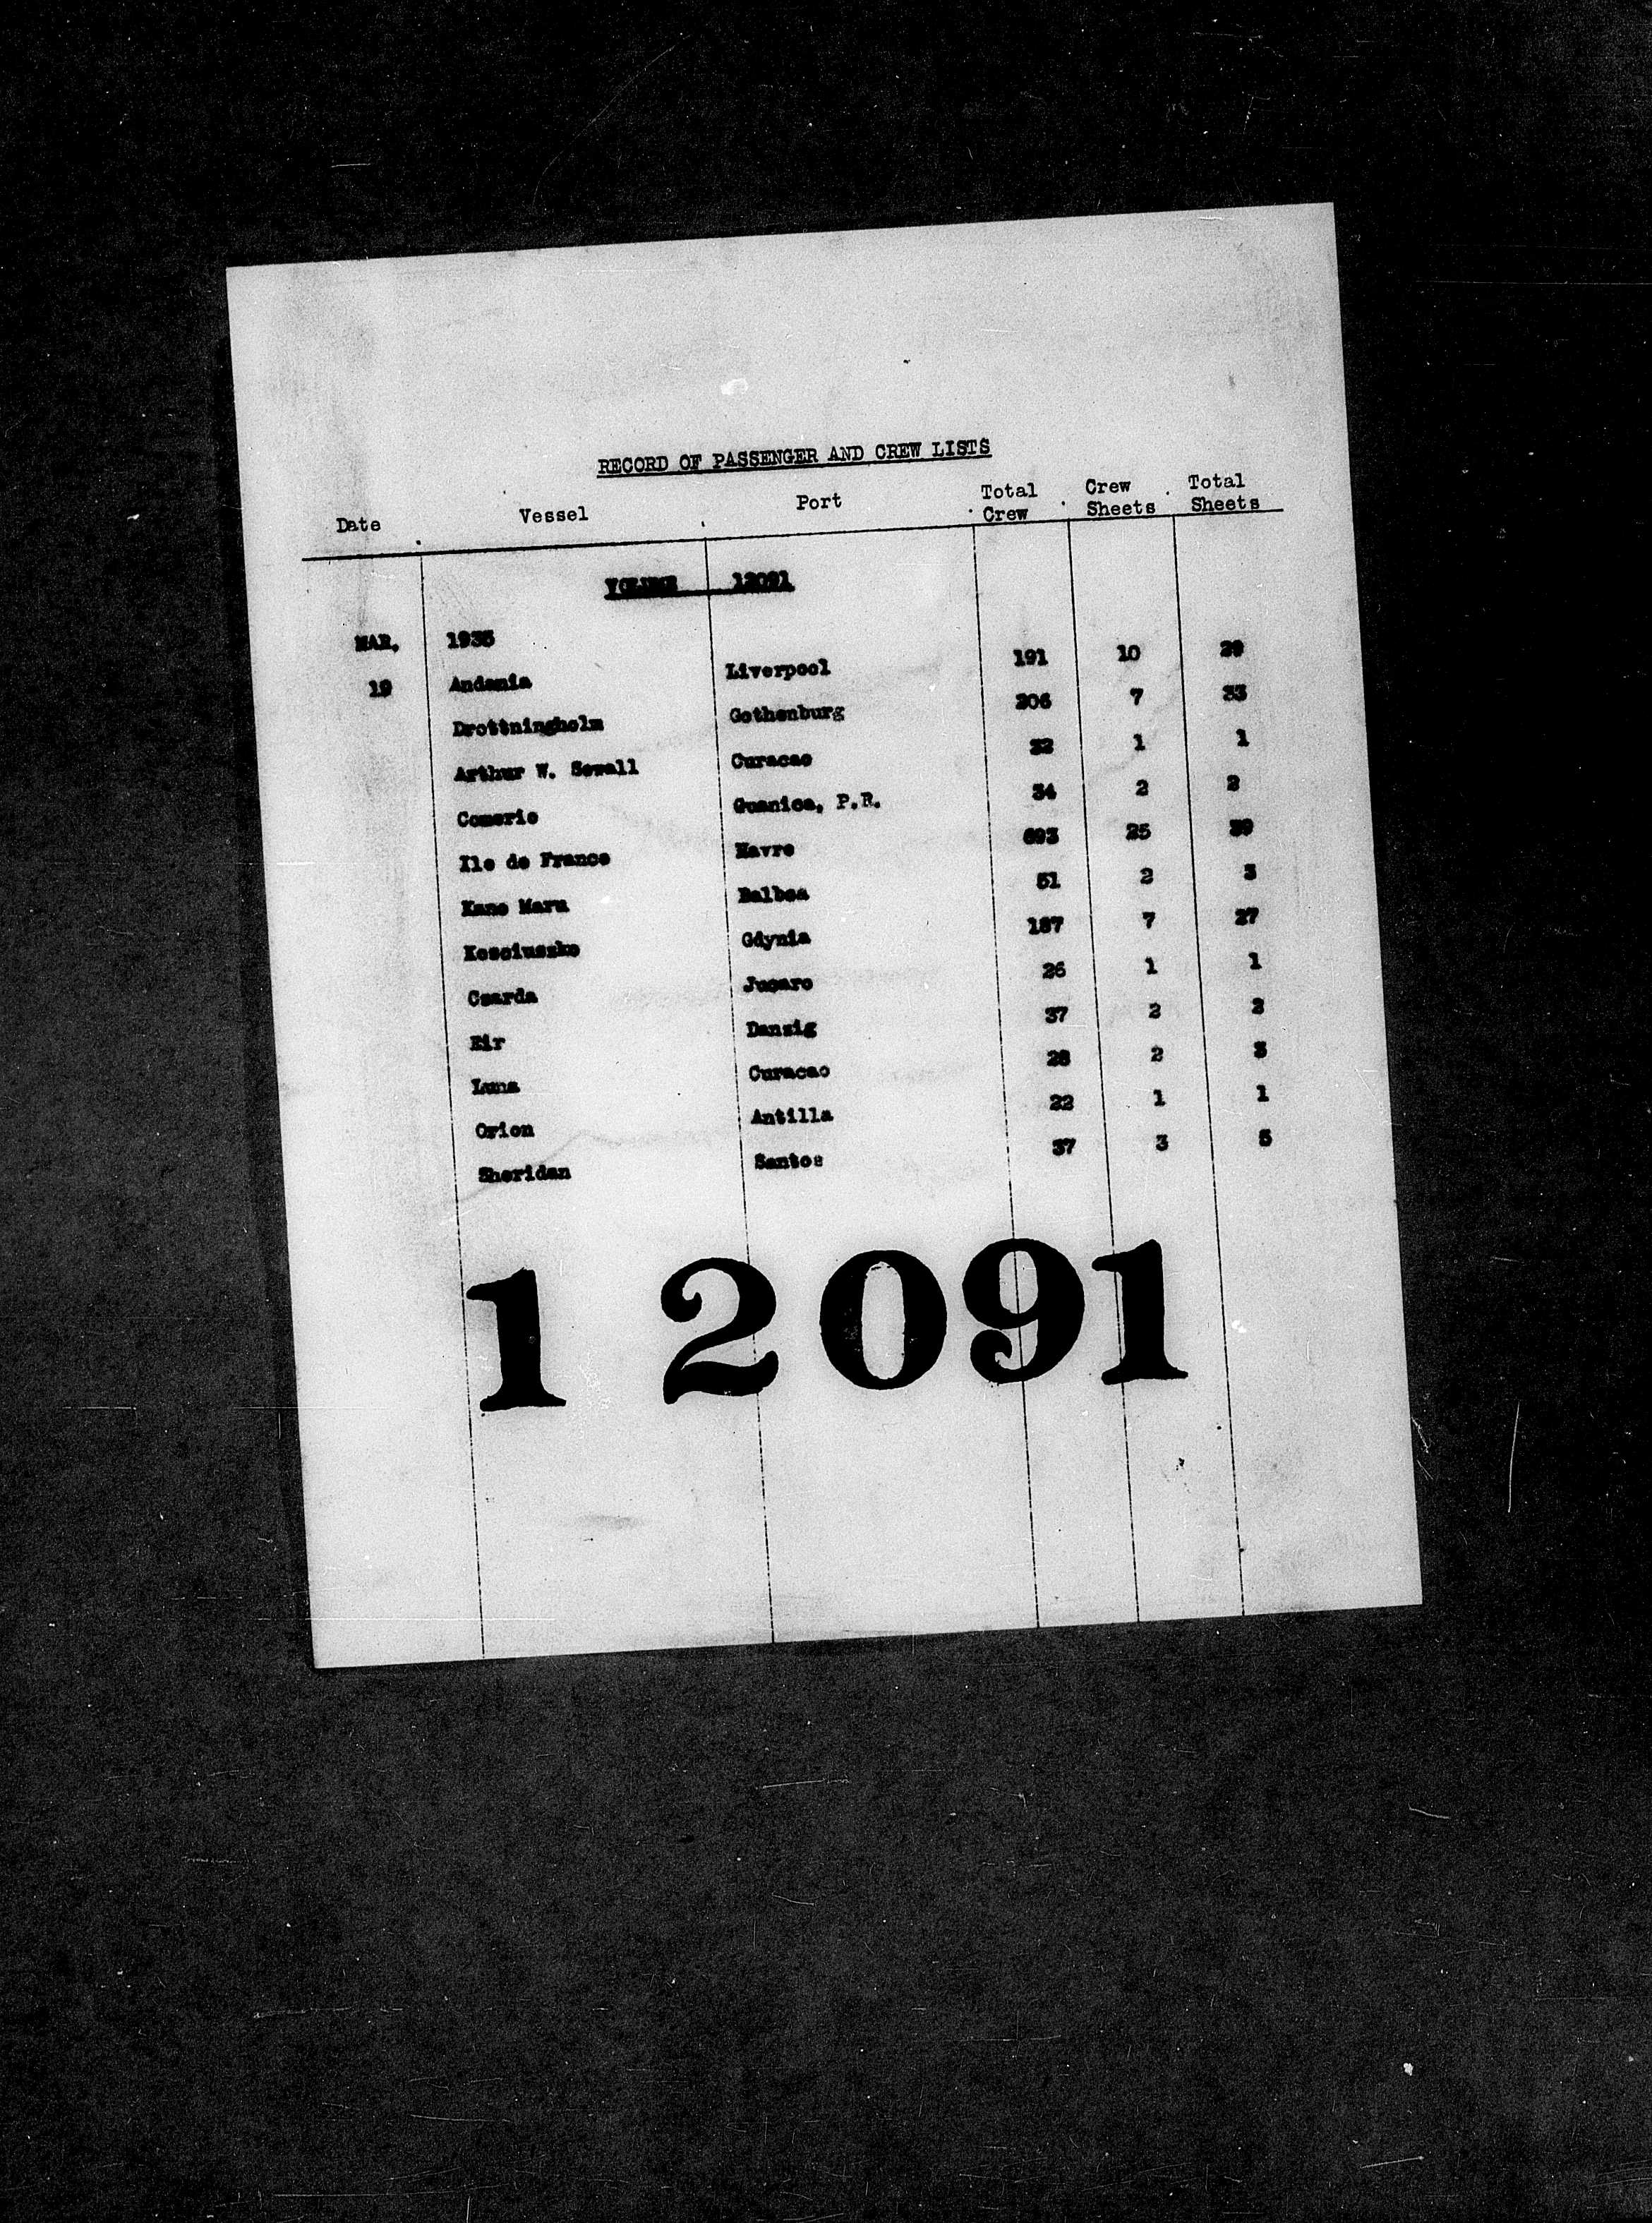 RECORD OF PASSENGER AND CREW LISTS
Date Vessel Port Total Crew Crew Sheets Total Sheets
VOLUME 12091
MAR. 1935
19 Andania Liverpool 191 10 29
Drottningholm Gothenburg 206 7 33
Arthur W. Sewall Curacao 32 1 1
Comerio Guanica, P.R. 34 2 2
Ile de France Havre 693 25 39
Kano Maru Balboa 51 2 3
Kosciuszko Gdynia 187 7 27
Csarda Jucaro 26 1 1
Eir Danzig 37 2 2
Luna Curacao 28 2 3
Orion Antilla 22 1 1
Sheridan Santos 37 3 5
12091